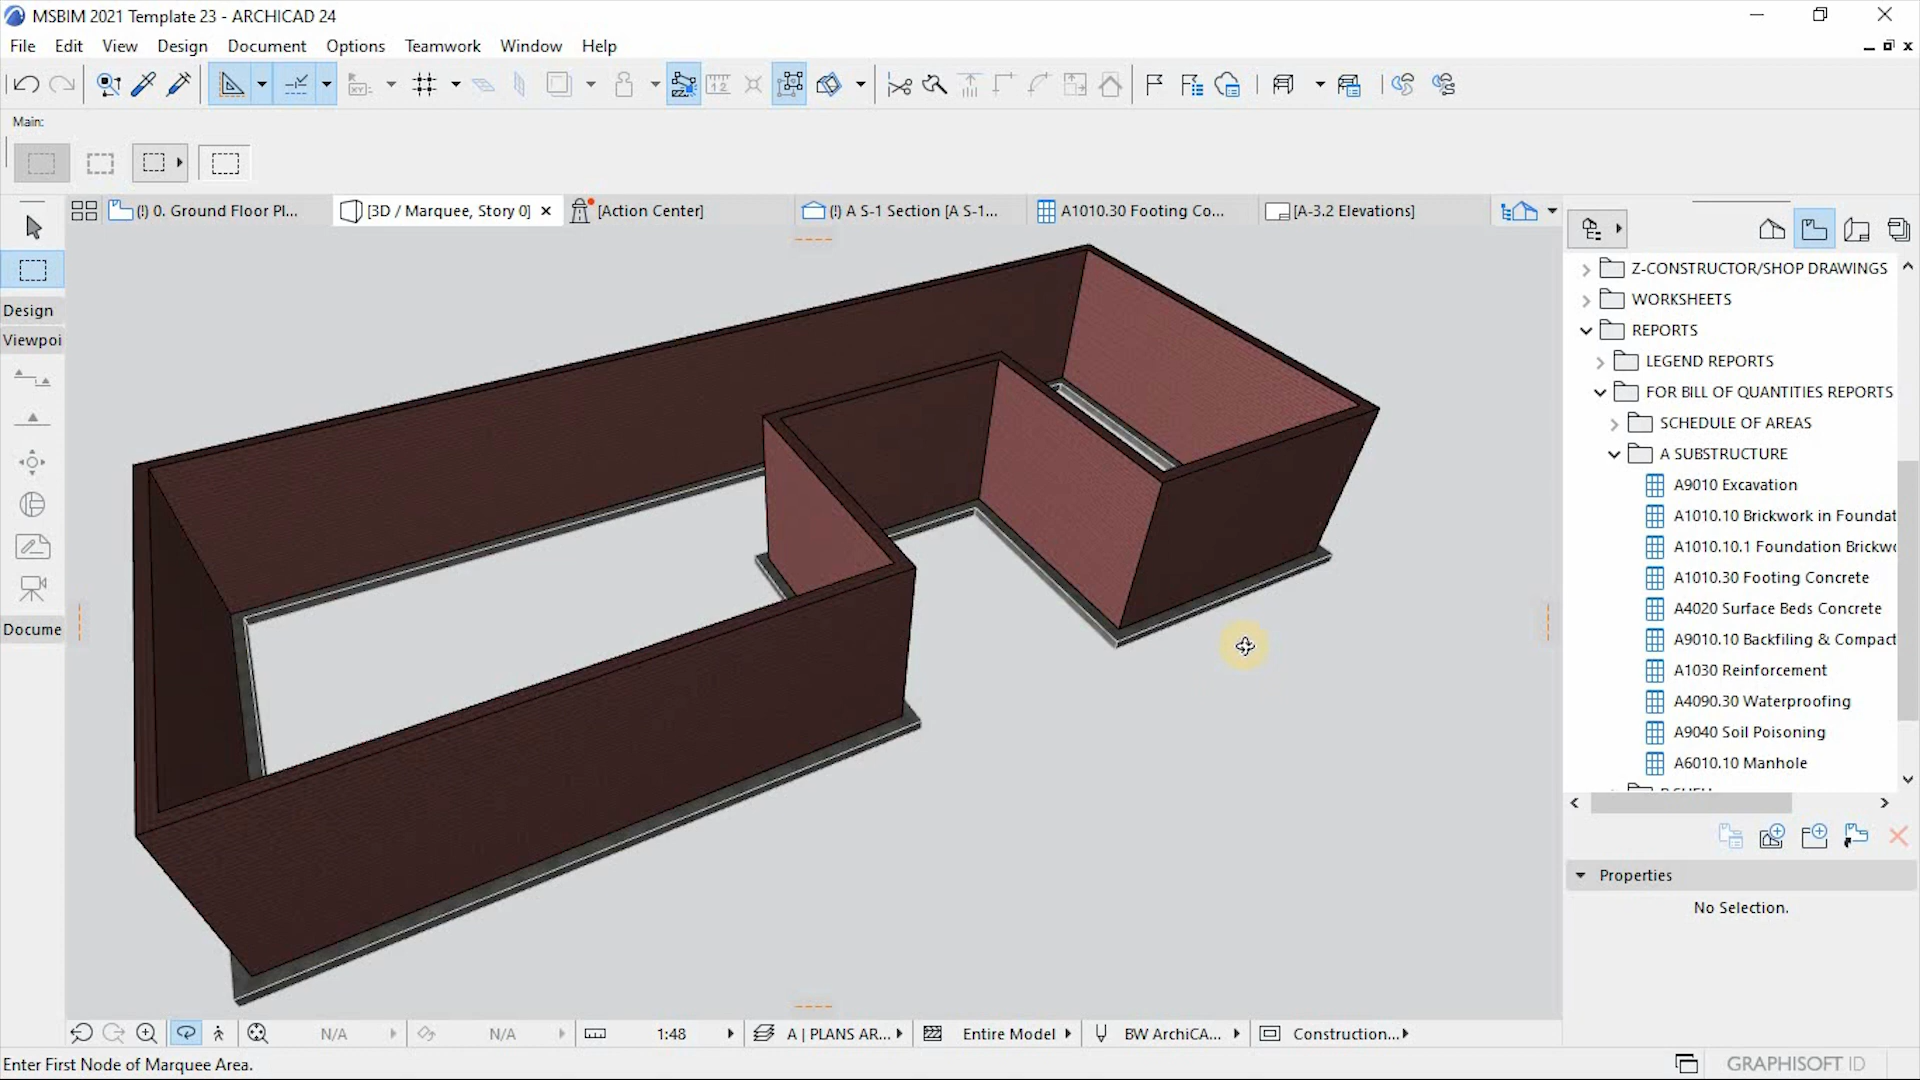 MSBIM 2021 Template 23 - ARCHICAD 24
File Edit View Design Document Options Teamwork Window Help
Main:
(!) 0. Ground Floor Pl...
[3D / Marquee, Story 0]
[Action Center]
(!) A S-1 Section [A S-1...
A1010.30 Footing Co...
[A-3.2 Elevations]
Design
Viewpoi
Docume
Z-CONSTRUCTOR/SHOP DRAWINGS
WORKSHEETS
REPORTS
LEGEND REPORTS
FOR BILL OF QUANTITIES REPORTS
SCHEDULE OF AREAS
A SUBSTRUCTURE
A9010 Excavation
A1010.10 Brickwork in Foundat
A1010.10.1 Foundation Brickwo
A1010.30 Footing Concrete
A4020 Surface Beds Concrete
A9010.10 Backfiling & Compact
A1030 Reinforcement
A4090.30 Waterproofing
A9040 Soil Poisoning
A6010.10 Manhole
Properties
No Selection.
N/A
N/A
1:48
A | PLANS AR...
Entire Model
BW ArchiCA...
Construction...
Enter First Node of Marquee Area.
GRAPHISOFT ID